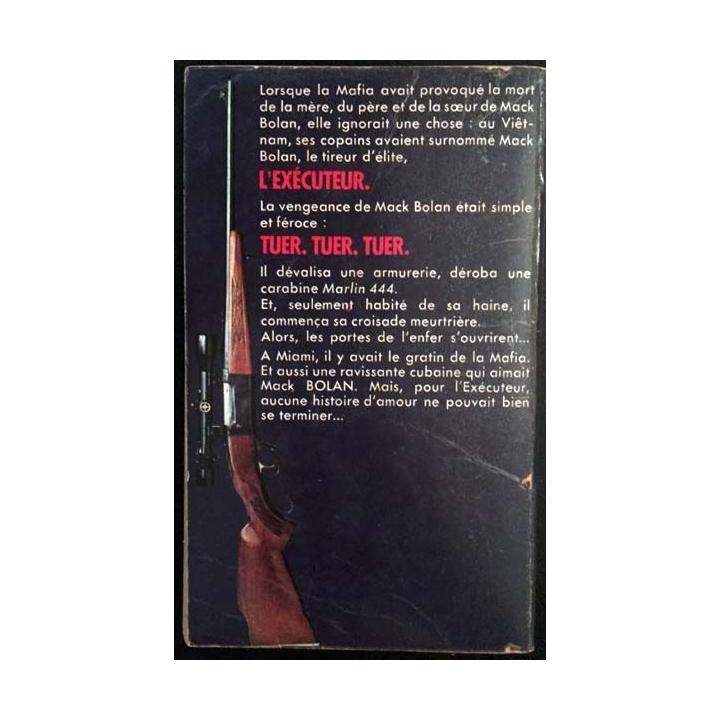 Lorsque la Mafia avait provoqué la mort
de la mère, du père et de la sœur de Mack
Bolan, elle ignorait une chose : au Viêt-
nam, ses copains avaient surnommé Mack
Bolan, le tireur d'élite,
L'EXÉCUTEUR.
La vengeance de Mack Bolan était simple
et féroce :
TUER. TUER. TUER.
Il dévalisa une armurerie, déroba une
carabine Marlin 444.
Et, seulement habité de sa haine, il
commença sa croisade meurtrière.
Alors, les portes de l'enfer s'ouvrirent...
A Miami, il y avait le gratin de la Mafia.
Et aussi une ravissante cubaine qui aimait
Mack BOLAN. Mais, pour l'Exécuteur,
aucune histoire d'amour ne pouvait bien
se terminer...